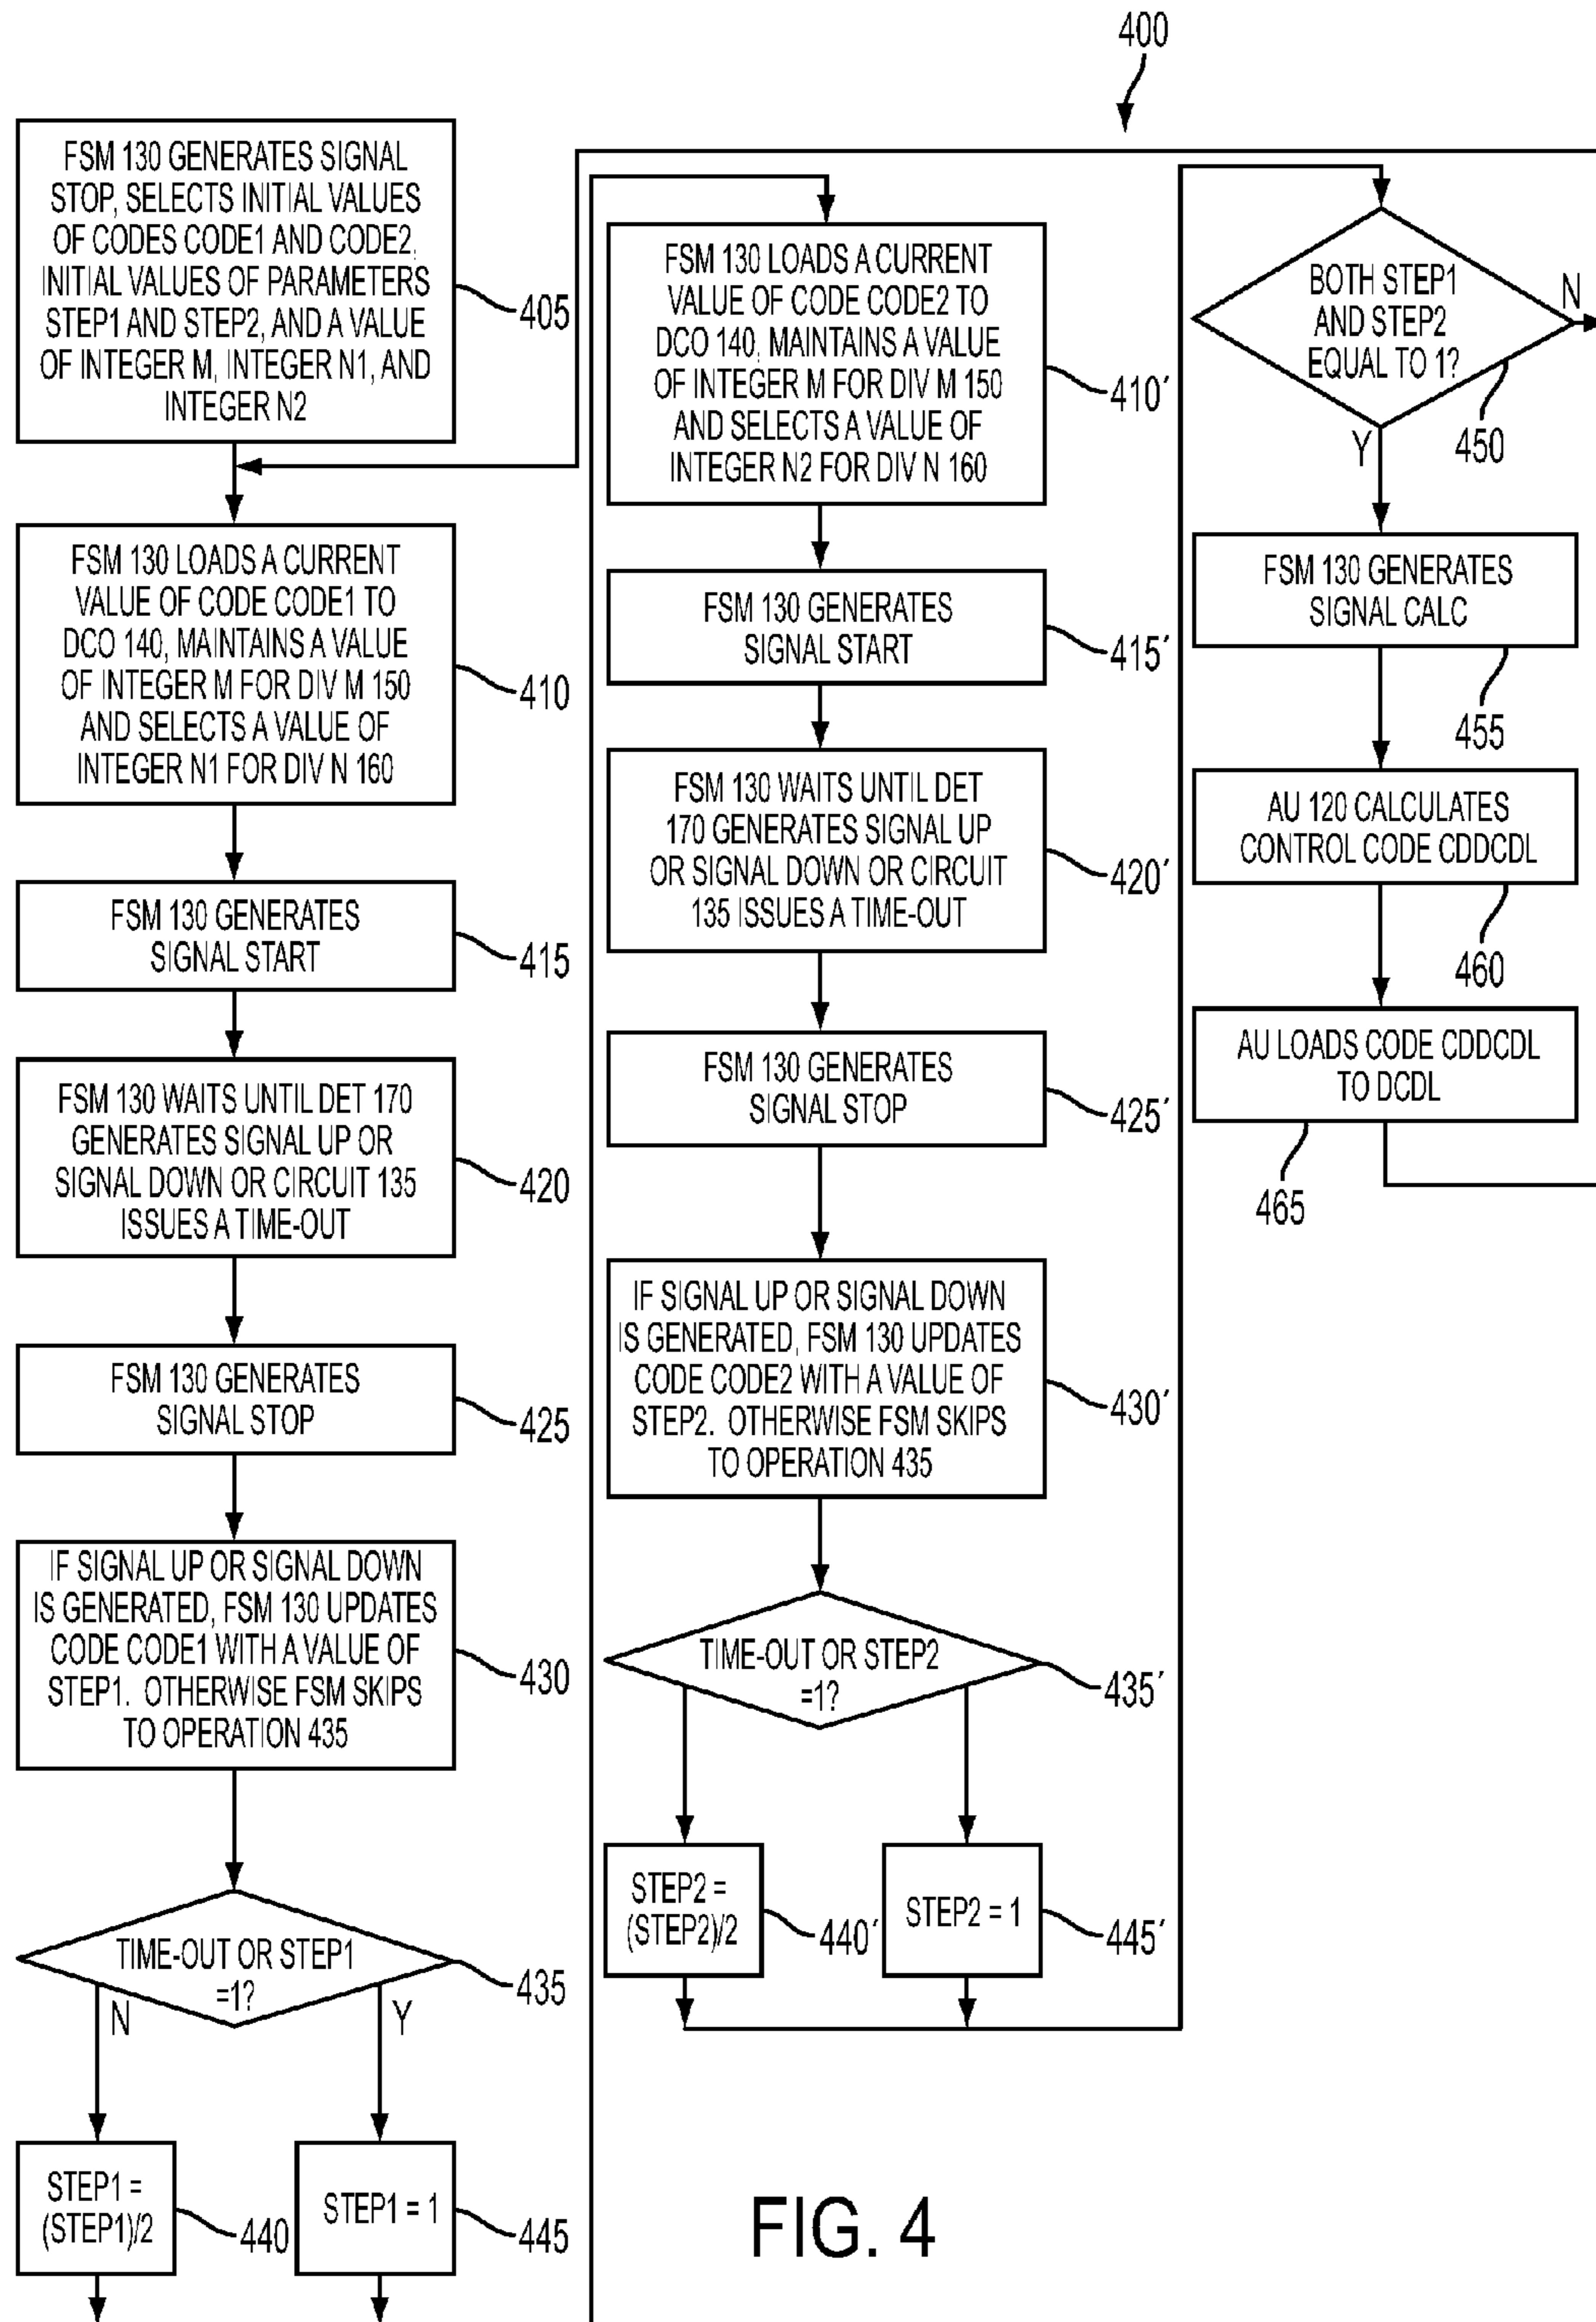 400
FSM 130 GENERATES SIGNAL
STOP, SELECTS INITIAL VALUES
OF CODES CODE1 AND CODE2,
INITIAL VALUES OF PARAMETERS
STEP1 AND STEP2, AND A VALUE
OF INTEGER M, INTEGER N1, AND
INTEGER N2
405
FSM 130 LOADS A CURRENT
VALUE OF CODE CODE1 TO
DCO 140, MAINTAINS A VALUE
OF INTEGER M FOR DIV M 150
AND SELECTS A VALUE OF
INTEGER N1 FOR DIV N 160
410
FSM 130 GENERATES
SIGNAL START
415
FSM 130 WAITS UNTIL DET 170
GENERATES SIGNAL UP OR
SIGNAL DOWN OR CIRCUIT 135
ISSUES A TIME-OUT
420
FSM 130 GENERATES
SIGNAL STOP
425
IF SIGNAL UP OR SIGNAL DOWN
IS GENERATED, FSM 130 UPDATES
CODE CODE1 WITH A VALUE OF
STEP1. OTHERWISE FSM SKIPS
TO OPERATION 435
430
TIME-OUT OR STEP1
=1?
435
N
Y
STEP1 =
(STEP1)/2
440
STEP1 = 1
445
FSM 130 LOADS A CURRENT
VALUE OF CODE CODE2 TO
DCO 140, MAINTAINS A VALUE
OF INTEGER M FOR DIV M 150
AND SELECTS A VALUE OF
INTEGER N2 FOR DIV N 160
410′
FSM 130 GENERATES
SIGNAL START
415′
FSM 130 WAITS UNTIL DET
170 GENERATES SIGNAL UP
OR SIGNAL DOWN OR CIRCUIT
135 ISSUES A TIME-OUT
420′
FSM 130 GENERATES
SIGNAL STOP
425′
IF SIGNAL UP OR SIGNAL DOWN
IS GENERATED, FSM 130 UPDATES
CODE CODE2 WITH A VALUE OF
STEP2. OTHERWISE FSM SKIPS
TO OPERATION 435
430′
TIME-OUT OR STEP2
=1?
435′
STEP2 =
(STEP2)/2
440′
STEP2 = 1
445′
BOTH STEP1
AND STEP2
EQUAL TO 1?
N
450
Y
FSM 130 GENERATES
SIGNAL CALC
455
AU 120 CALCULATES
CONTROL CODE CDDCDL
460
AU LOADS CODE CDDCDL
TO DCDL
465
FIG. 4